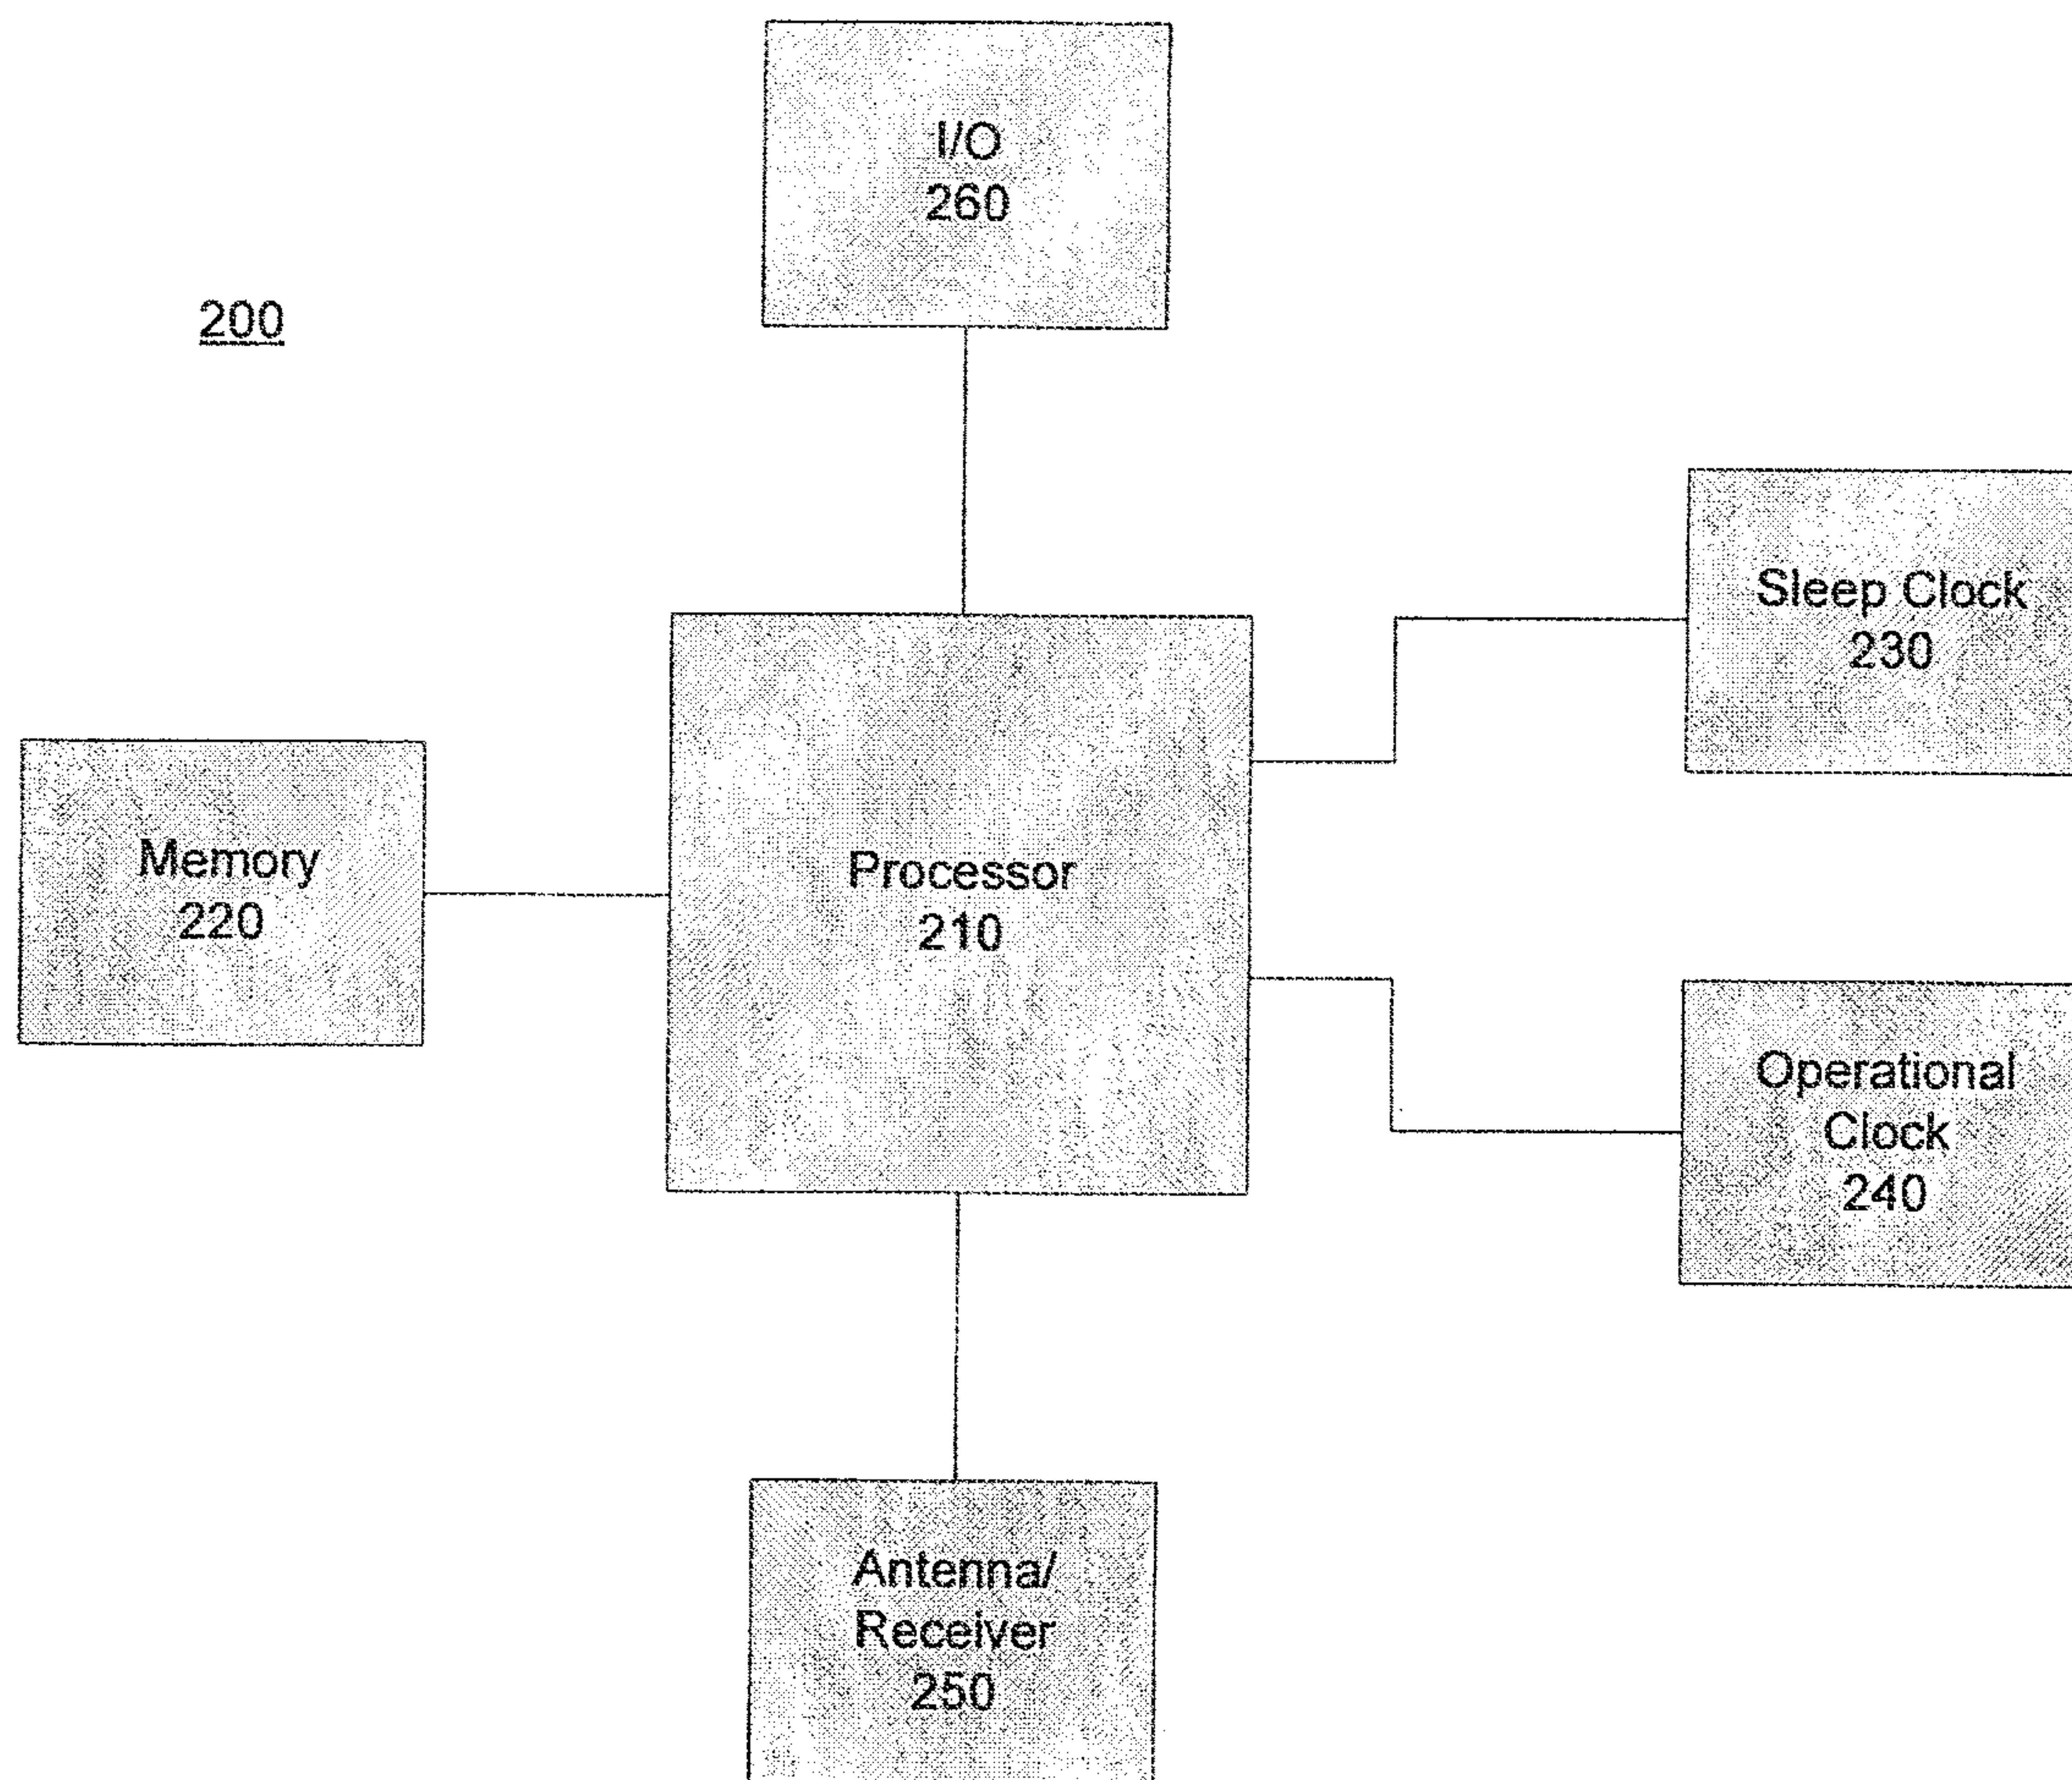 I/O
260
200
Sleep Clock
230
Memory
220
Processor
210
Operational
Clock
240
Antenna/
Receiver
250